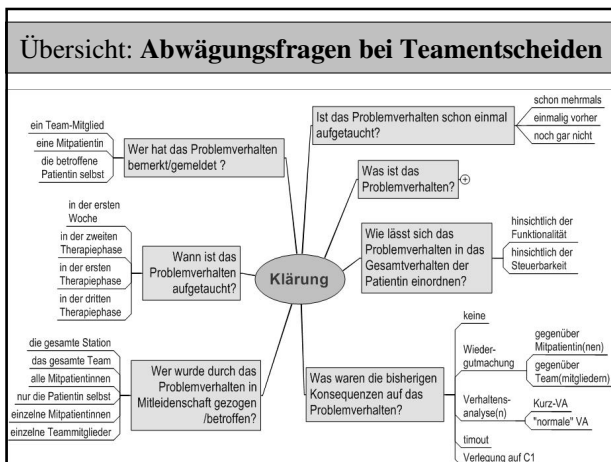 Übersicht: Abwägungsfragen bei Teamentscheiden
ein Team-Mitglied
eine Mitpatientin
die betroffene
Patientin selbst
Wer hat das Problemverhalten
bemerkt/gemeldet ?
in der ersten
Woche
in der zweiten
Therapiephase
in der ersten
Therapiephase
in der dritten
Therapiephase
Wann ist das
Problemverhalten
aufgetaucht?
die gesamte Station
das gesamte Team
alle Mitpatientinnen
nur die Patientin selbst
einzelne Mitpatientinnen
einzelne Teammitglieder
Wer wurde durch das
Problemverhalten in
Mitleidenschaft gezogen
/betroffen?
Klärung
Ist das Problemverhalten schon einmal
aufgetaucht?
schon mehrmals
einmalig vorher
noch gar nicht
Was ist das
Problemverhalten?
Wie lässt sich das
Problemverhalten in das
Gesamtverhalten der
Patientin einordnen?
hinsichtlich der
Funktionalität
hinsichtlich der
Steuerbarkeit
Was waren die bisherigen
Konsequenzen auf das
Problemverhalten?
keine
Wieder-
gutmachung
gegenüber
Mitpatientin(nen)
gegenüber
Team(mitgliedern)
Verhaltens-
analyse(n)
Kurz-VA
"normale" VA
timout
Verlegung auf C1